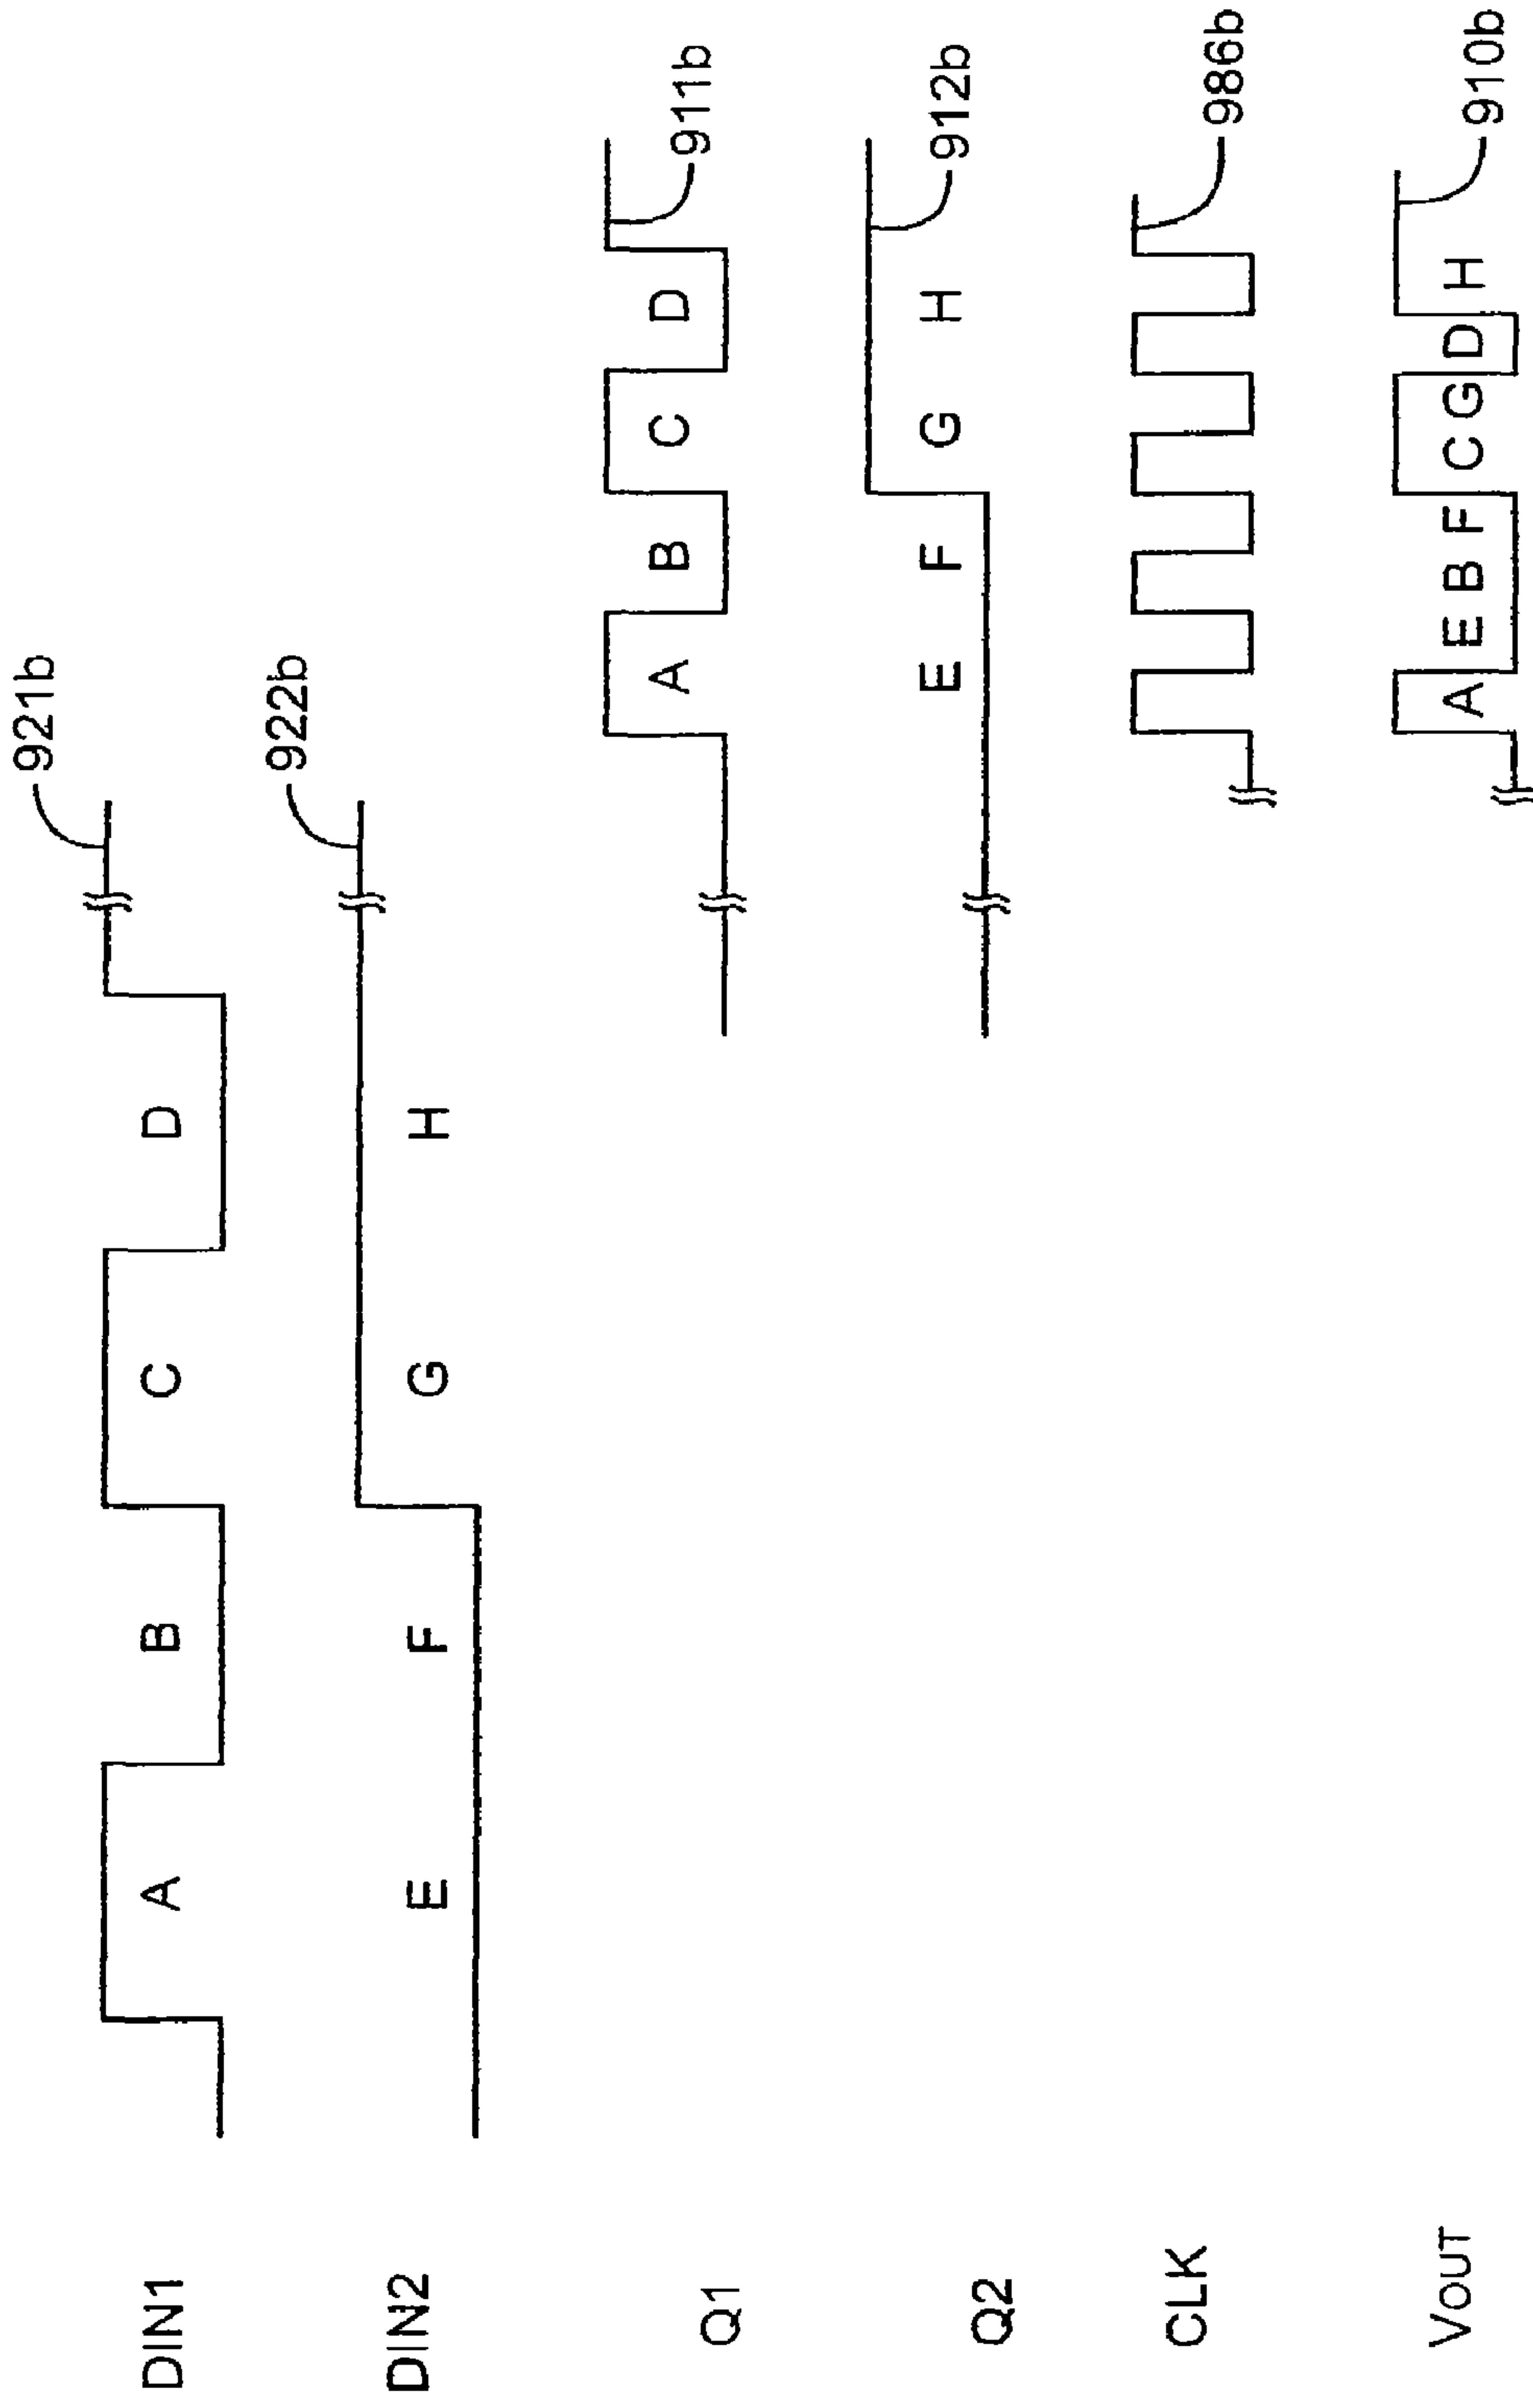 DIN1 A B C D 921b
DIN2 E F G H 922b
Q1 A B C D 911b
Q2 E F G H 912b
CLK 986b
VOUT A E B F C G D H 910b